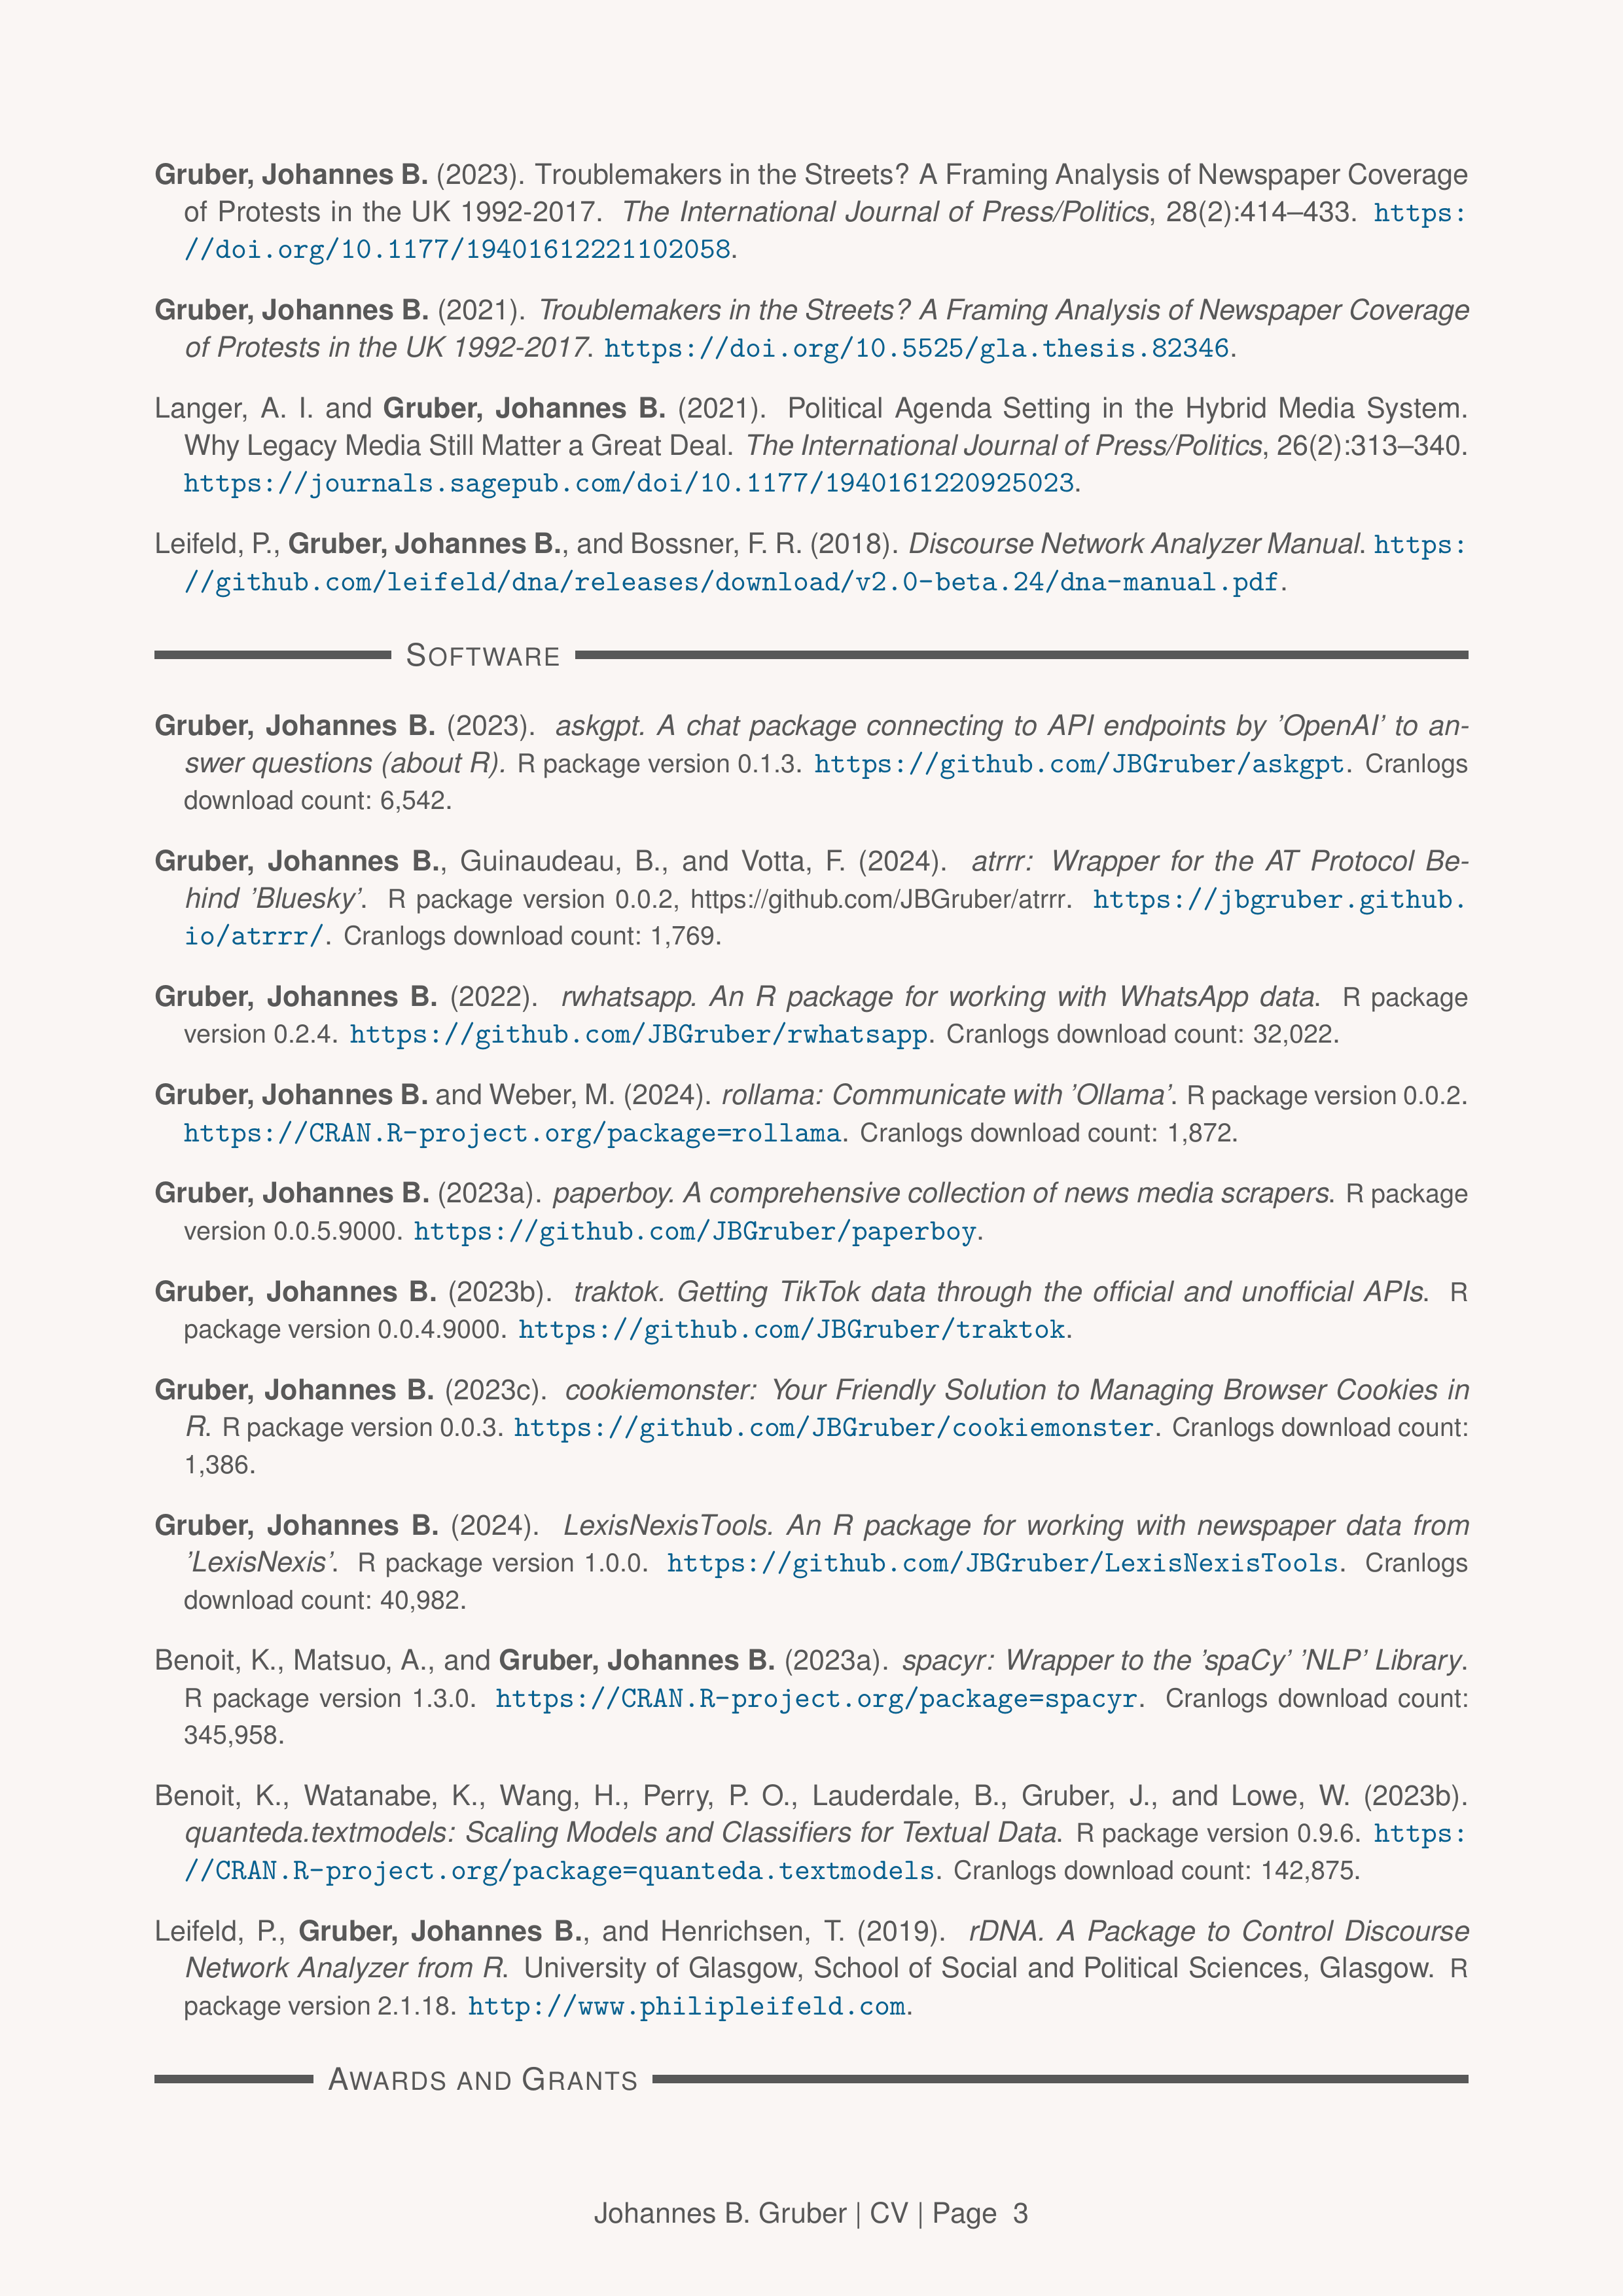 Gruber, Johannes B. (2023). Troublemakers in the Streets? A Framing Analysis of Newspaper Coverage
of Protests in the UK 1992-2017. The International Journal of Press/Politics, 28(2):414–433. https:
//doi.org/10.1177/19401612221102058.
Gruber, Johannes B. (2021). Troublemakers in the Streets? A Framing Analysis of Newspaper Coverage
of Protests in the UK 1992-2017. https://doi.org/10.5525/gla.thesis.82346.
Langer, A. I. and Gruber, Johannes B. (2021). Political Agenda Setting in the Hybrid Media System.
Why Legacy Media Still Matter a Great Deal. The International Journal of Press/Politics, 26(2):313–340.
https://journals.sagepub.com/doi/10.1177/1940161220925023.
Leifeld, P., Gruber, Johannes B., and Bossner, F. R. (2018). Discourse Network Analyzer Manual. https:
//github.com/leifeld/dna/releases/download/v2.0-beta.24/dna-manual.pdf.
SOFTWARE
Gruber, Johannes B. (2023). askgpt. A chat package connecting to API endpoints by ’OpenAI’ to an-
swer questions (about R). R package version 0.1.3. https://github.com/JBGruber/askgpt. Cranlogs
download count: 6,542.
Gruber, Johannes B., Guinaudeau, B., and Votta, F. (2024). atrrr: Wrapper for the AT Protocol Be-
hind ’Bluesky’. R package version 0.0.2, https://github.com/JBGruber/atrrr. https://jbgruber.github.
io/atrrr/. Cranlogs download count: 1,769.
Gruber, Johannes B. (2022). rwhatsapp. An R package for working with WhatsApp data. R package
version 0.2.4. https://github.com/JBGruber/rwhatsapp. Cranlogs download count: 32,022.
Gruber, Johannes B. and Weber, M. (2024). rollama: Communicate with ’Ollama’. R package version 0.0.2.
https://CRAN.R-project.org/package=rollama. Cranlogs download count: 1,872.
Gruber, Johannes B. (2023a). paperboy. A comprehensive collection of news media scrapers. R package
version 0.0.5.9000. https://github.com/JBGruber/paperboy.
Gruber, Johannes B. (2023b). traktok. Getting TikTok data through the official and unofficial APIs. R
package version 0.0.4.9000. https://github.com/JBGruber/traktok.
Gruber, Johannes B. (2023c). cookiemonster: Your Friendly Solution to Managing Browser Cookies in
R. R package version 0.0.3. https://github.com/JBGruber/cookiemonster. Cranlogs download count:
1,386.
Gruber, Johannes B. (2024). LexisNexisTools. An R package for working with newspaper data from
’LexisNexis’. R package version 1.0.0. https://github.com/JBGruber/LexisNexisTools. Cranlogs
download count: 40,982.
Benoit, K., Matsuo, A., and Gruber, Johannes B. (2023a). spacyr: Wrapper to the ’spaCy’ ’NLP’ Library.
R package version 1.3.0. https://CRAN.R-project.org/package=spacyr. Cranlogs download count:
345,958.
Benoit, K., Watanabe, K., Wang, H., Perry, P. O., Lauderdale, B., Gruber, J., and Lowe, W. (2023b).
quanteda.textmodels: Scaling Models and Classifiers for Textual Data. R package version 0.9.6. https:
//CRAN.R-project.org/package=quanteda.textmodels. Cranlogs download count: 142,875.
Leifeld, P., Gruber, Johannes B., and Henrichsen, T. (2019). rDNA. A Package to Control Discourse
Network Analyzer from R. University of Glasgow, School of Social and Political Sciences, Glasgow. R
package version 2.1.18. http://www.philipleifeld.com.
AWARDS AND GRANTS
Johannes B. Gruber | CV | Page 3